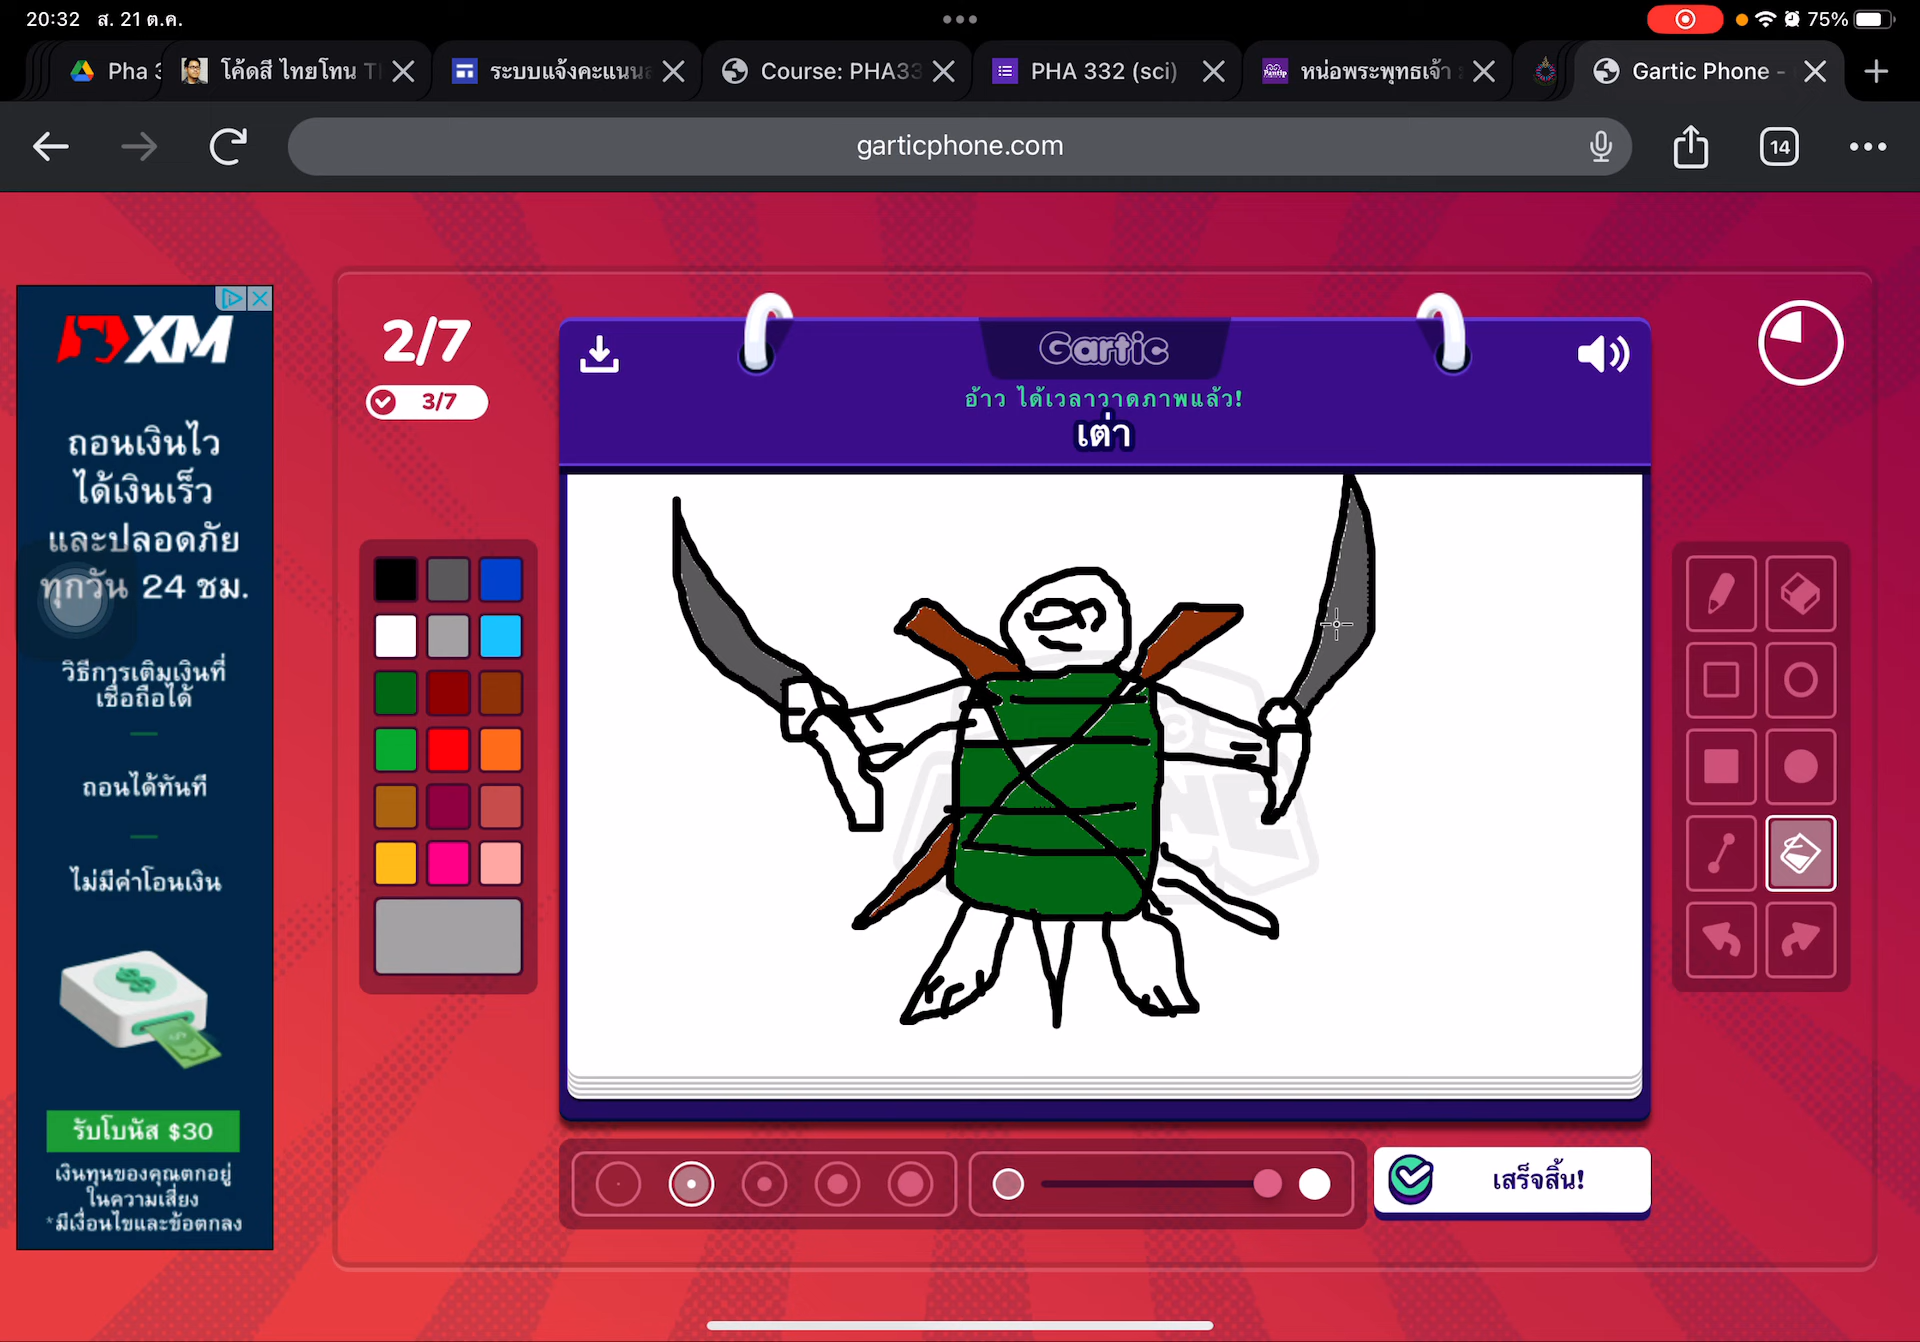 20:32 ส. 21 ต.ค.
75%
Pha 3
โค้ดสี ไทยโทน T
ระบบแจ้งคะแนน
Course: PHA33
PHA 332 (sci)
Pantip
หน่อพระพุทธเจ้า
Gartic Phone -
garticphone.com
14
XM
ถอนเงินไว
ได้เงินเร็ว
และปลอดภัย
ทุกวัน 24 ชม.
วิธีการเติมเงินที่
เชื่อถือได้
ถอนได้ทันที
ไม่มีค่าโอนเงิน
รับโบนัส $30
เงินทุนของคุณตกอยู่
ในความเสี่ยง
*มีเงื่อนไขและข้อตกลง
2/7
3/7
Gartic
อ้าว ได้เวลาวาดภาพแล้ว!
เต่า
เสร็จสิ้น!